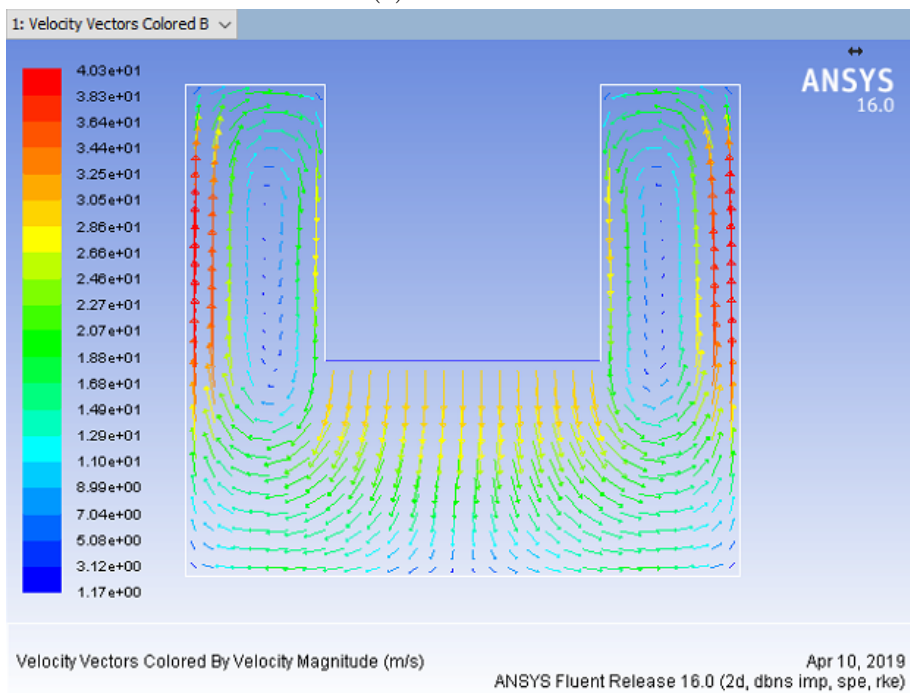 1: Velocity Vectors Colored B
ANSYS
16.0
4.03e+01
3.83e+01
3.64e+01
3.44e+01
3.25e+01
3.05e+01
2.86e+01
2.66e+01
2.46e+01
2.27e+01
2.07e+01
1.88e+01
1.68e+01
1.49e+01
1.29e+01
1.10e+01
8.99e+00
7.04e+00
5.08e+00
3.12e+00
1.17e+00
Velocity Vectors Colored By Velocity Magnitude (m/s)
Apr 10, 2019
ANSYS Fluent Release 16.0 (2d, dbns imp, spe, rke)